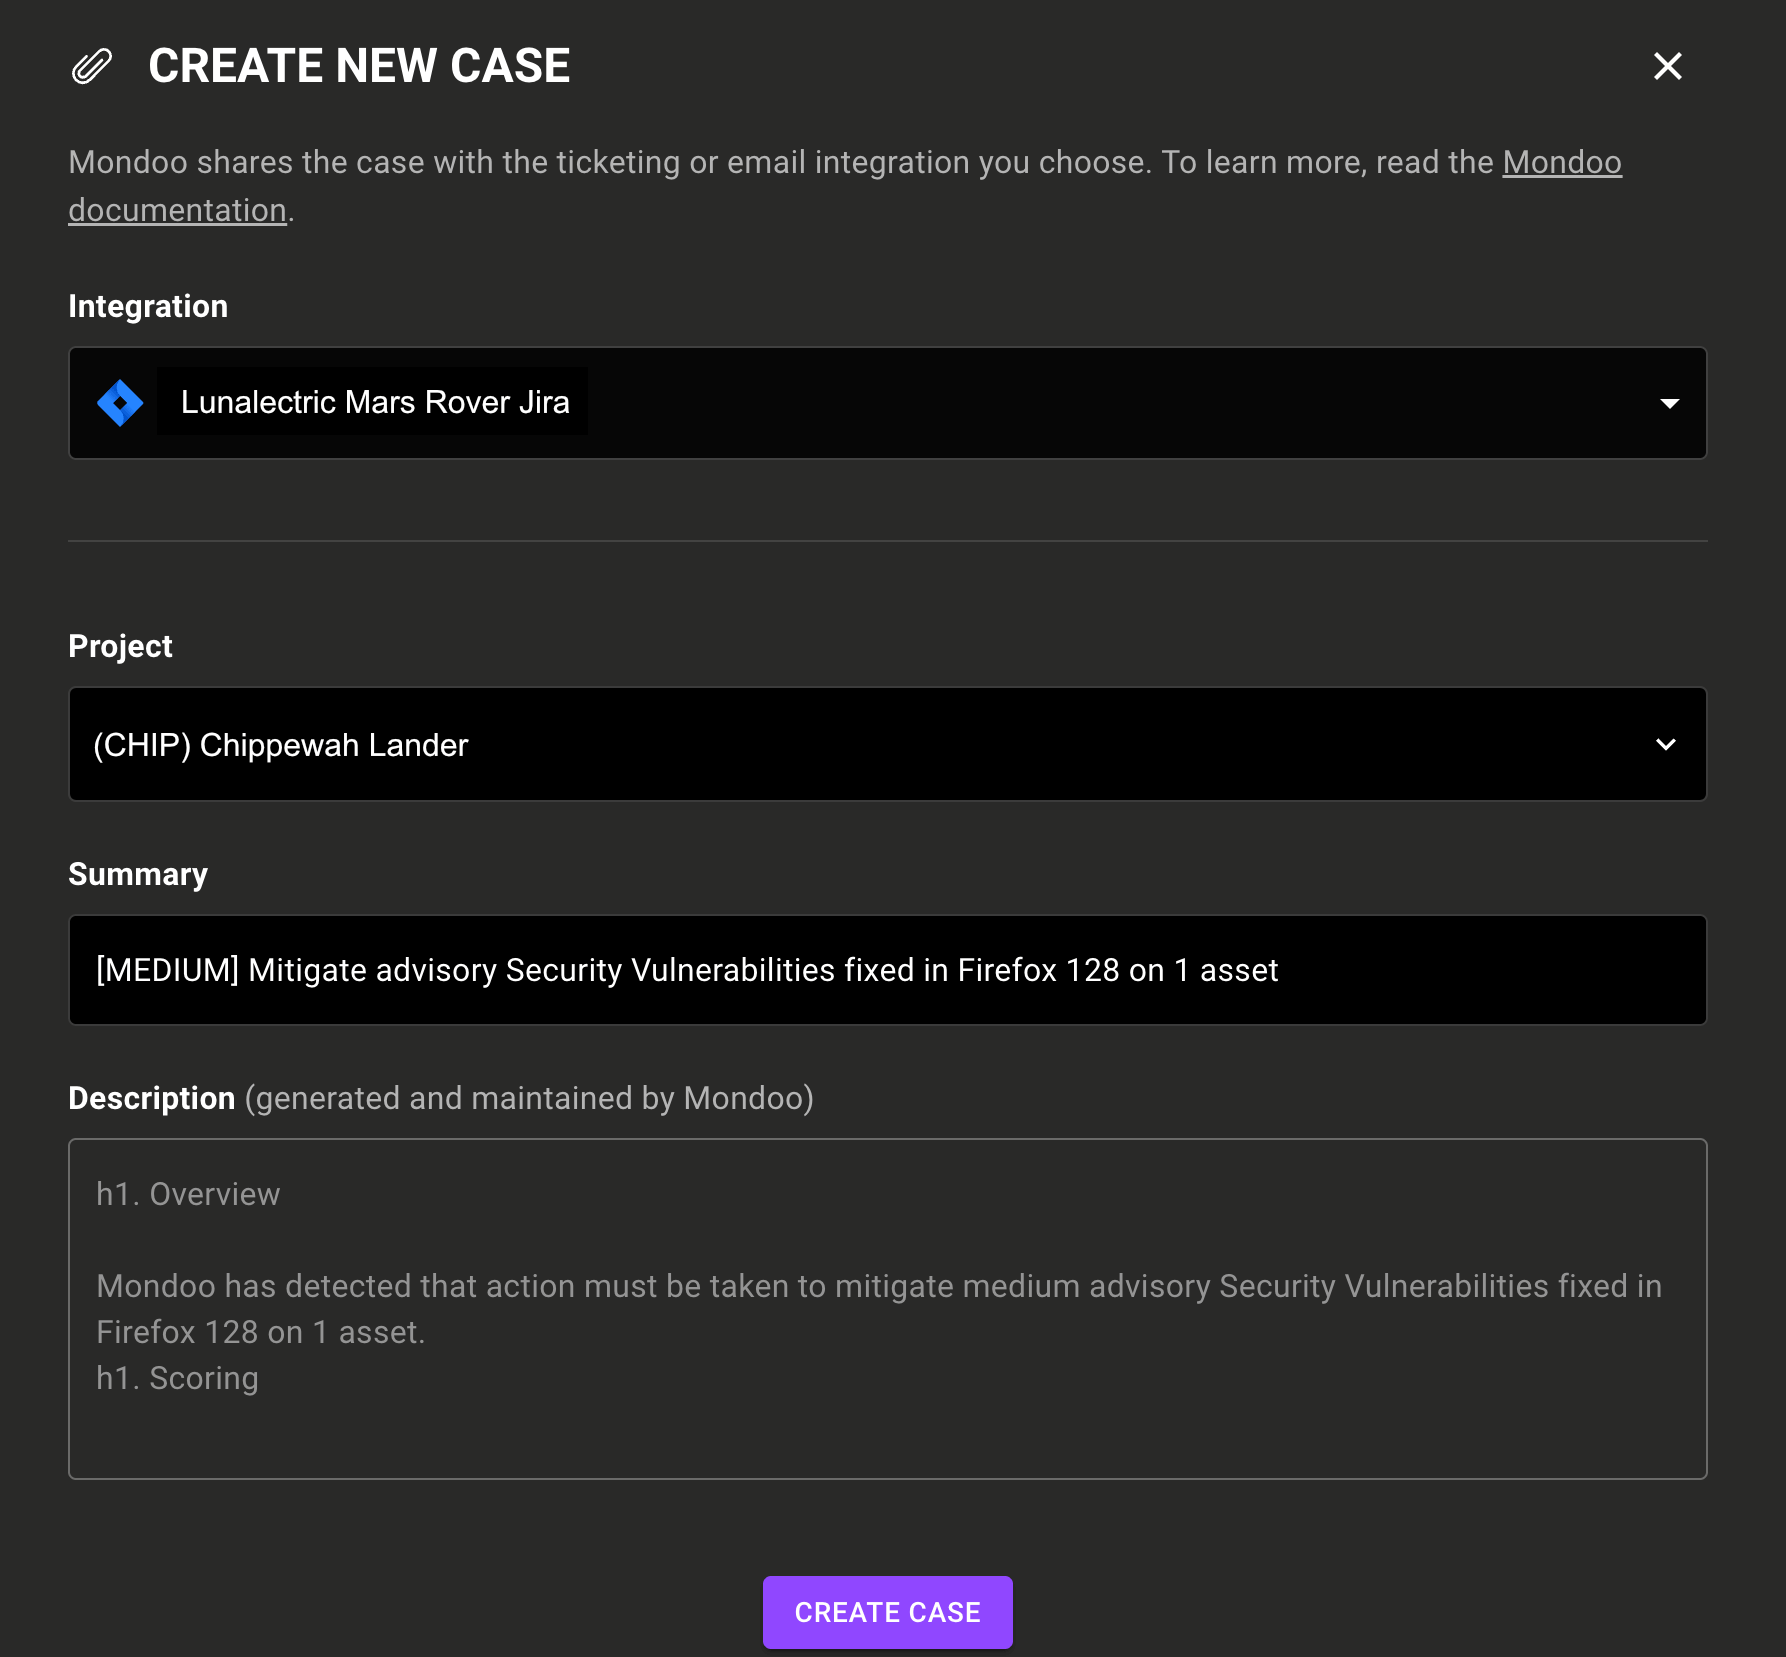 CREATE NEW CASE
Mondoo shares the case with the ticketing or email integration you choose. To learn more, read the Mondoo
documentation.
Integration
Lunalectric Mars Rover Jira
Project
(CHIP) Chippewah Lander
Summary
[MEDIUM] Mitigate advisory Security Vulnerabilities fixed in Firefox 128 on 1 asset
Description (generated and maintained by Mondoo)
h1. Overview
Mondoo has detected that action must be taken to mitigate medium advisory Security Vulnerabilities fixed in
Firefox 128 on 1 asset.
h1. Scoring
CREATE CASE